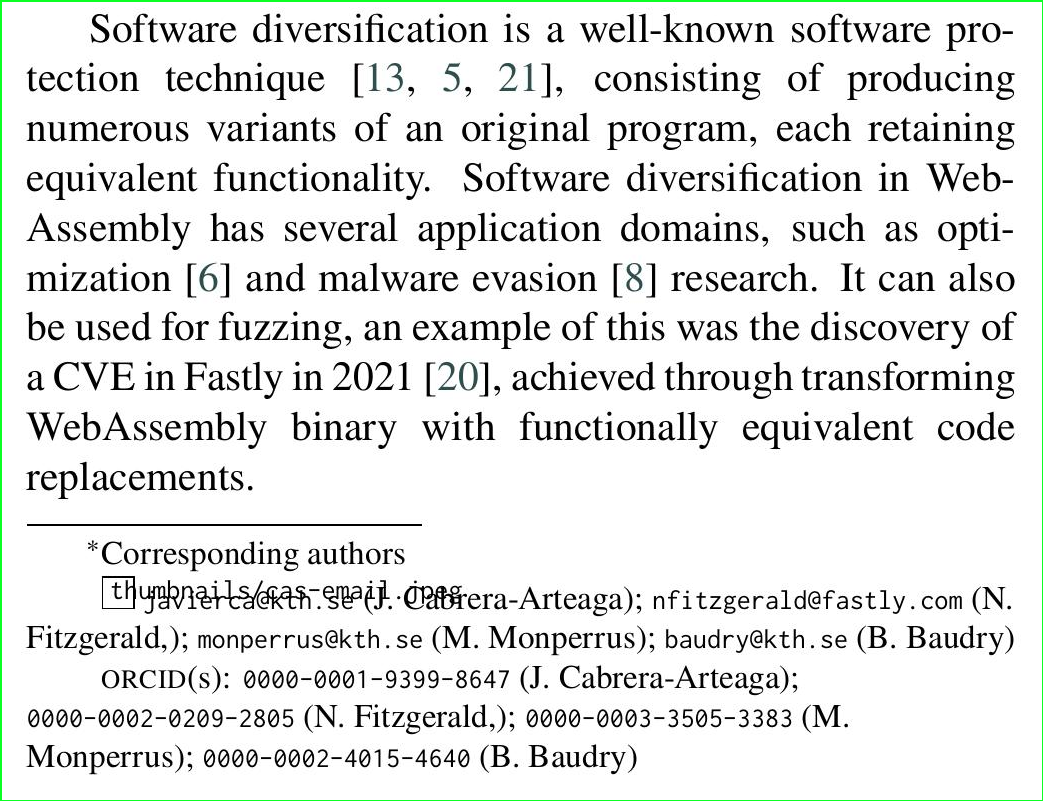 Software diversification is a well-known software pro-
tection technique [13, 5, 21], consisting of producing
numerous variants of an original program, each retaining
equivalent functionality. Software diversification in Web-
Assembly has several application domains, such as opti-
mization [6] and malware evasion [8] research. It can also
be used for fuzzing, an example of this was the discovery of
a CVE in Fastly in 2021 [20], achieved through transforming
WebAssembly binary with functionally equivalent code
replacements.
*Corresponding authors
thumbnails/cas-email.jpeg
javierca@kth.se (J. Cabrera-Arteaga); nfitzgerald@fastly.com (N.
Fitzgerald,); monperrus@kth.se (M. Monperrus); baudry@kth.se (B. Baudry)
ORCID(s): 0000-0001-9399-8647 (J. Cabrera-Arteaga);
0000-0002-0209-2805 (N. Fitzgerald,); 0000-0003-3505-3383 (M.
Monperrus); 0000-0002-4015-4640 (B. Baudry)